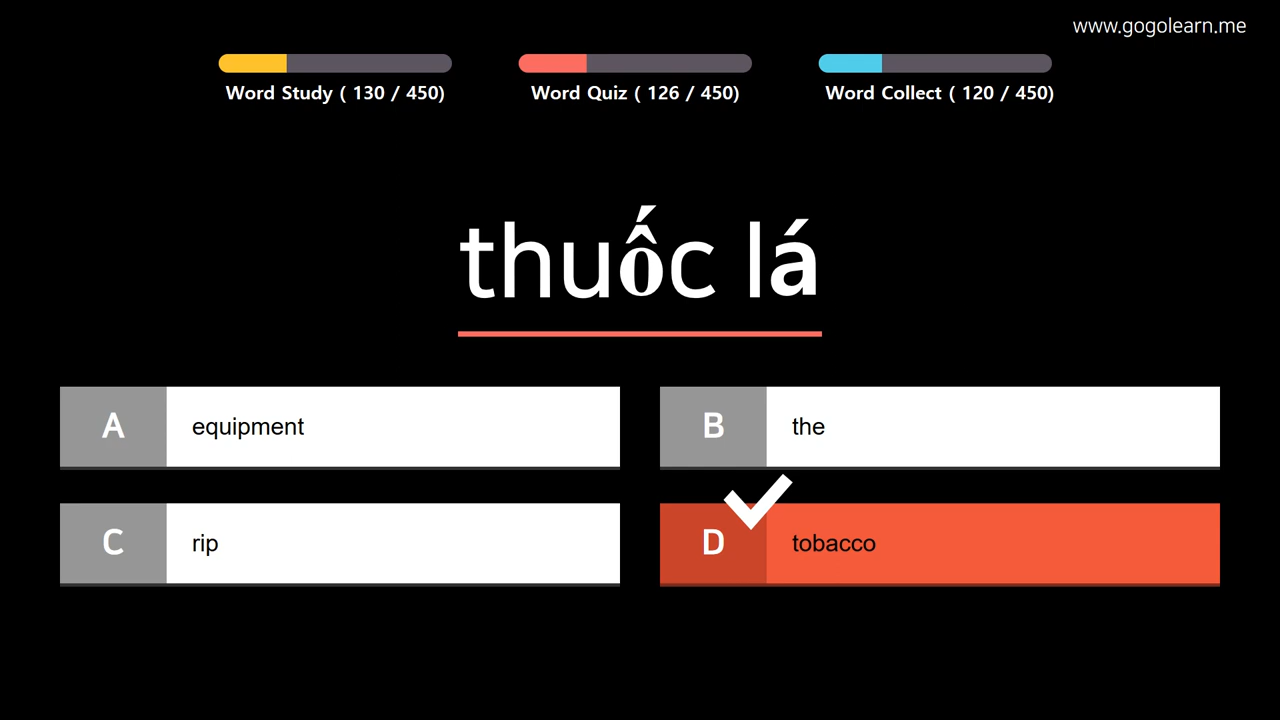 www.gogolearn.me
Word Study ( 130 / 450)
Word Quiz ( 126 / 450)
Word Collect ( 120 / 450)
thuốc lá
A equipment
B the
C rip
D tobacco